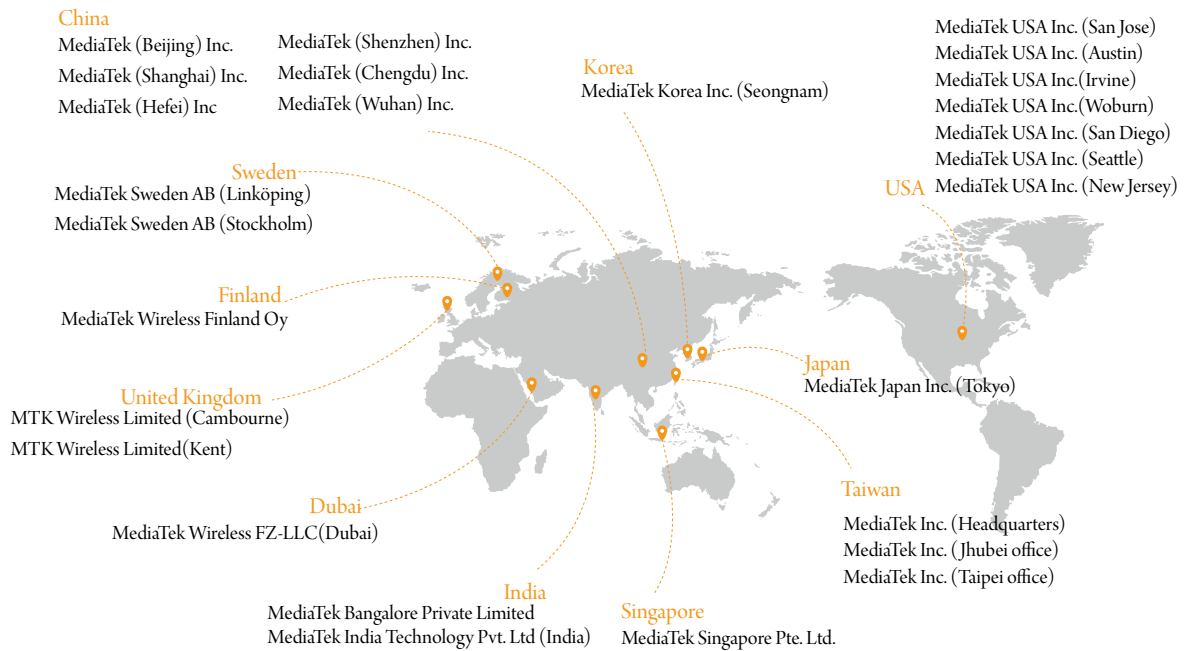 China
MediaTek (Beijing) Inc.
MediaTek (Shanghai) Inc.
MediaTek (Hefei) Inc
MediaTek (Shenzhen) Inc.
MediaTek (Chengdu) Inc.
MediaTek (Wuhan) Inc.
Korea
MediaTek Korea Inc. (Seongnam)
MediaTek USA Inc. (San Jose)
MediaTek USA Inc. (Austin)
MediaTek USA Inc.(Irvine)
MediaTek USA Inc. (Woburn)
MediaTek USA Inc. (San Diego)
MediaTek USA Inc. (Seattle)
MediaTek USA Inc. (New Jersey)
USA
Sweden
MediaTek Sweden AB (Linköping)
MediaTek Sweden AB (Stockholm)
Finland
MediaTek Wireless Finland Oy
United Kingdom
MTK Wireless Limited (Cambourne)
MTK Wireless Limited(Kent)
Japan
MediaTek Japan Inc. (Tokyo)
Dubai
MediaTek Wireless FZ-LLC(Dubai)
Taiwan
MediaTek Inc. (Headquarters)
MediaTek Inc. (Jhubei office)
MediaTek Inc. (Taipei office)
India
MediaTek Bangalore Private Limited
MediaTek India Technology Pvt. Ltd (India)
Singapore
MediaTek Singapore Pte. Ltd.